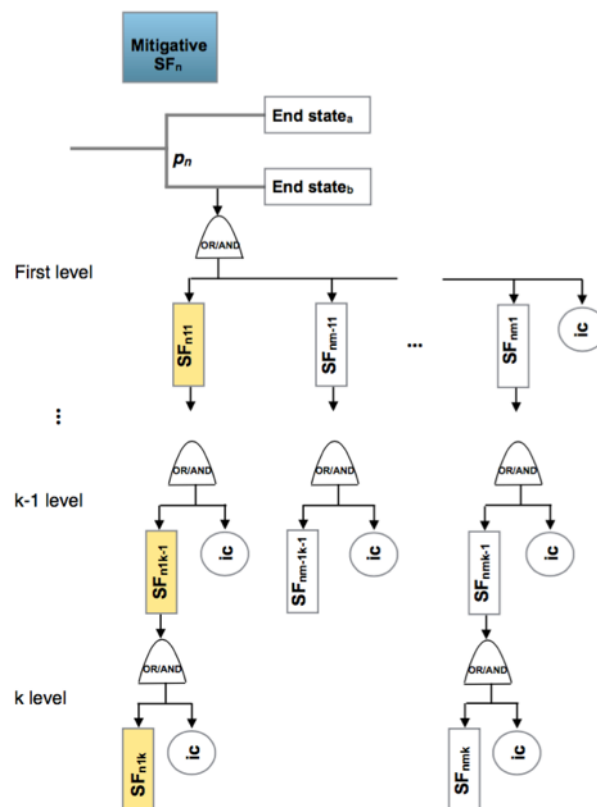 Mitigative
SFn
End statea
pn
End stateb
OR/AND
First level
SFn11
SFnm-11
...
SFnm1
ic
...
OR/AND
OR/AND
OR/AND
k-1 level
SFn1k-1
ic
SFnm-1k-1
ic
SFnmk-1
ic
OR/AND
OR/AND
k level
SFn1k
ic
SFnmk
ic